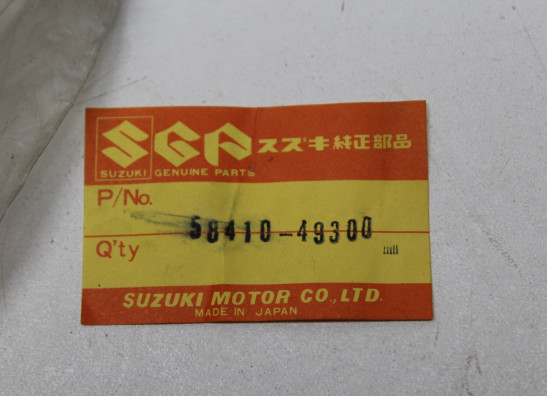 SGP スズキ純正部品
SUZUKI GENUINE PARTS
P/No.
58410-49300
Q'ty
SUZUKI MOTOR CO., LTD.
MADE IN JAPAN